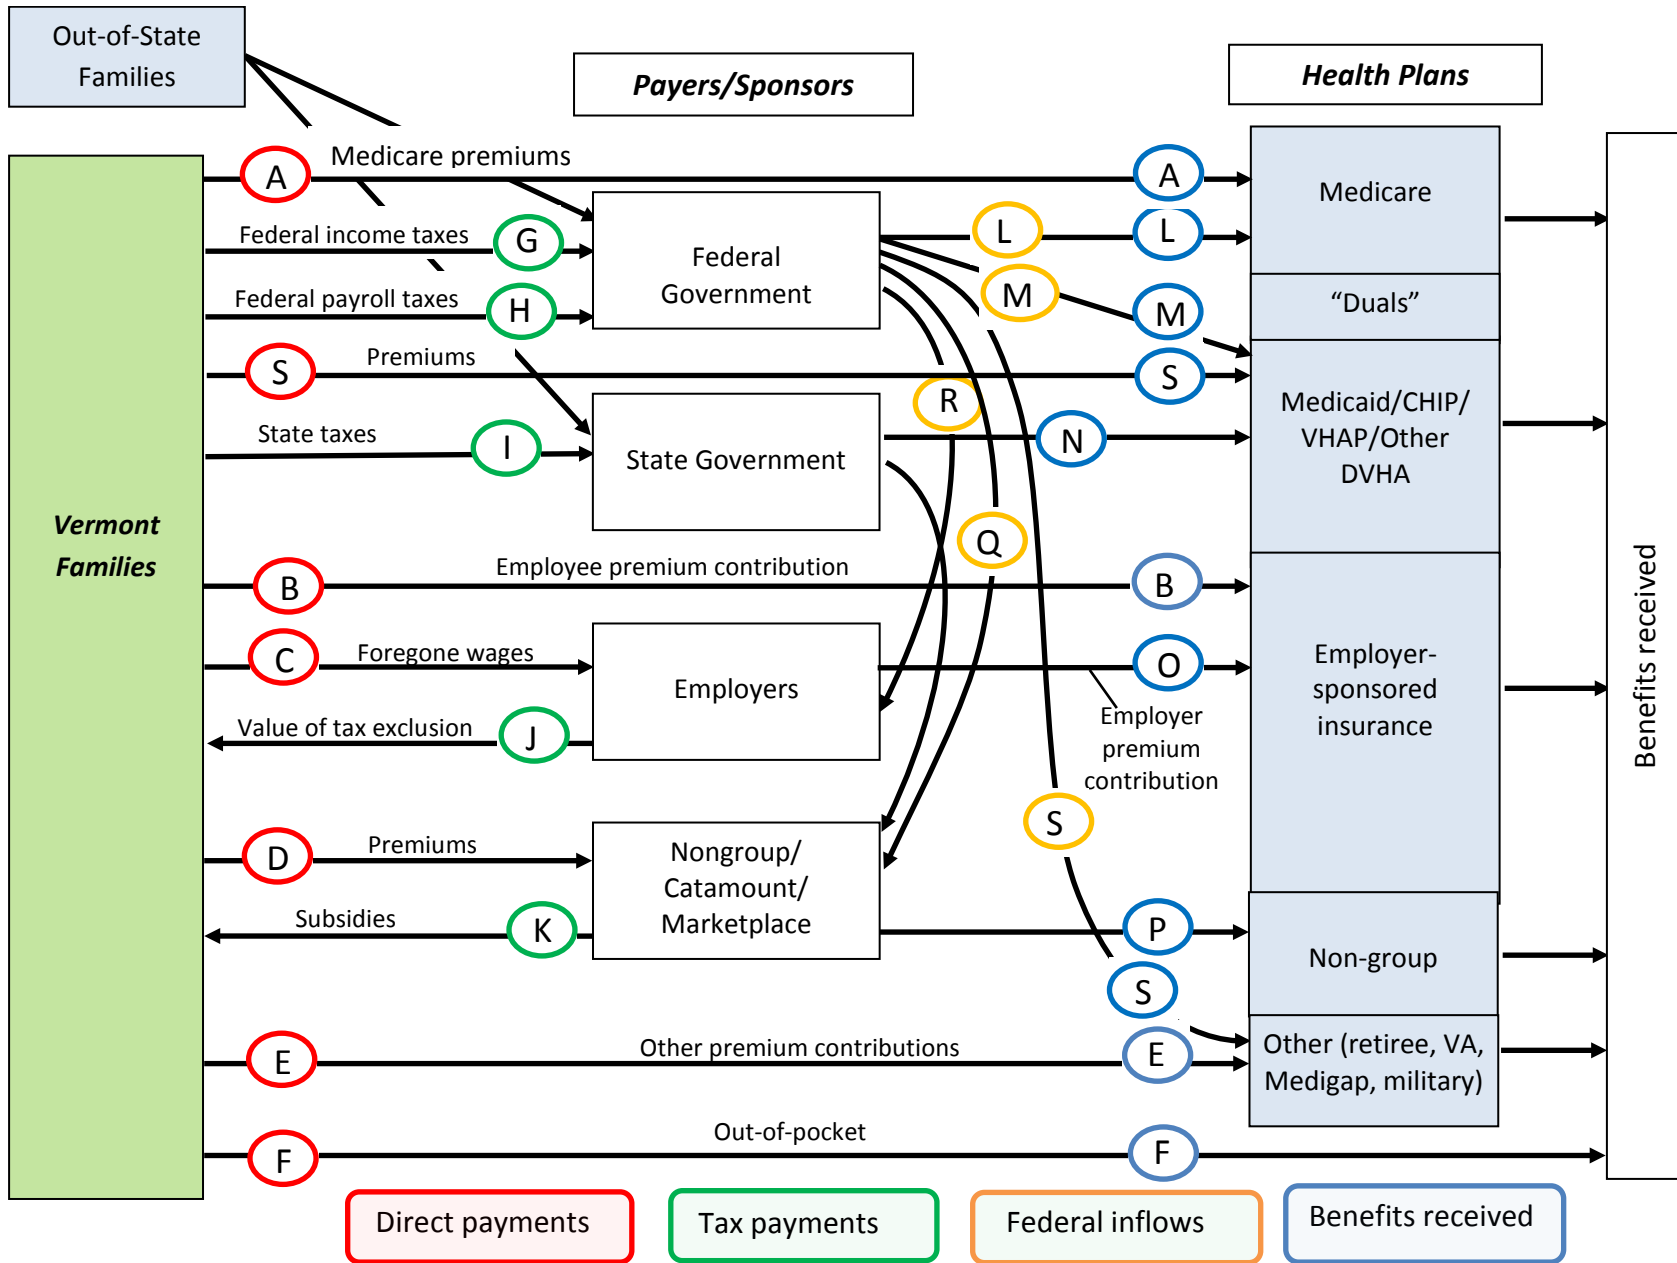 Out-of-State
Families
Payers/Sponsors
Health Plans
Medicare premiums
A
A
Medicare
Federal income taxes
G
Federal
Government
L
L
Federal payroll taxes
H
M
M
“Duals”
Premiums
S
S
R
State taxes
I
State Government
N
Medicaid/CHIP/
VHAP/Other
DVHA
Vermont
Families
Q
B
Employee premium contribution
B
C
Foregone wages
Employers
O
Employer-
sponsored
insurance
Value of tax exclusion
J
Employer
premium
contribution
Benefits received
S
D
Premiums
Nongroup/
Catamount/
Marketplace
Subsidies
K
P
Non-group
S
E
Other premium contributions
E
Other (retiree, VA,
Medigap, military)
F
Out-of-pocket
F
Direct payments
Tax payments
Federal inflows
Benefits received